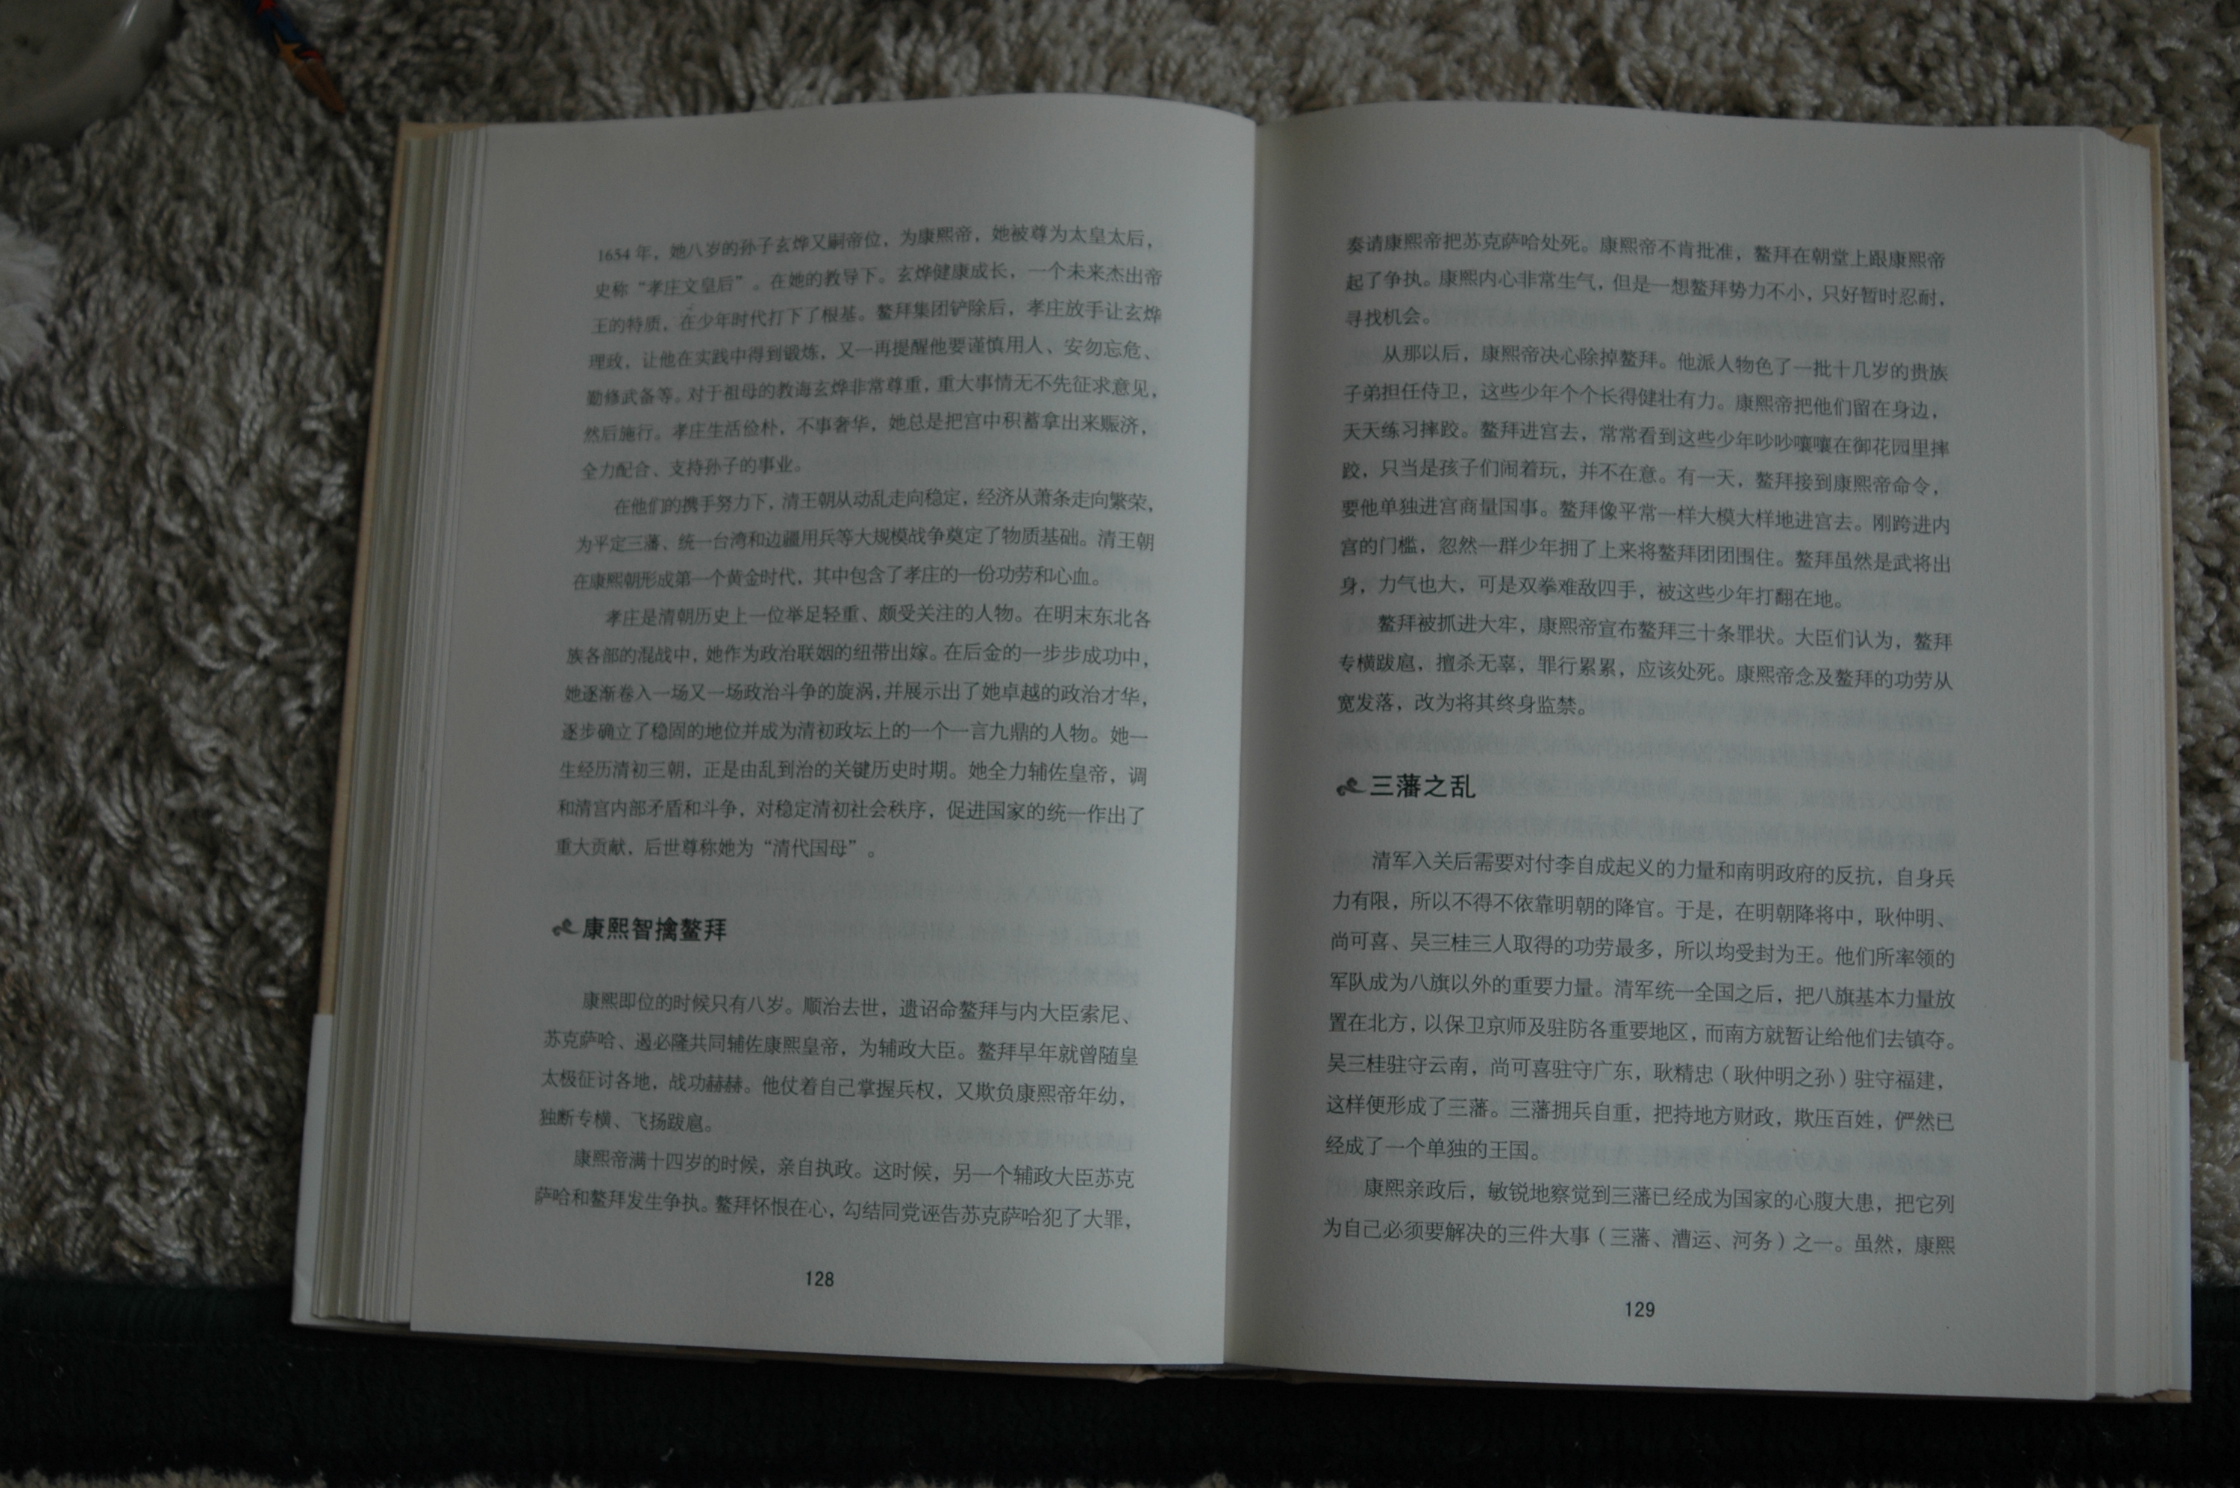 1654年，她八岁的孙子玄烨又嗣帝位，为康熙帝，她被尊为太皇太后，
史称“孝庄文皇后”。在她的教导下。玄烨健康成长，一个未来杰出帝
王的特质，在少年时代打下了根基。鳌拜集团铲除后，孝庄放手让玄烨
理政，让他在实践中得到锻炼，又一再提醒他要谨慎用人、安勿忘危、
勤修武备等。对于祖母的教诲玄烨非常尊重，重大事情无不先征求意见，
然后施行。孝庄生活俭朴，不事奢华，她总是把宫中积蓄拿出来赈济，
全力配合、支持孙子的事业。
在他们的携手努力下，清王朝从动乱走向稳定，经济从萧条走向繁荣，
为平定三藩、统一台湾和边疆用兵等大规模战争奠定了物质基础。清王朝
在康熙朝形成第一个黄金时代，其中包含了孝庄的一份功劳和心血。
孝庄是清朝历史上一位举足轻重、颇受关注的人物。在明末东北各
族各部的混战中，她作为政治联姻的纽带出嫁。在后金的一步步成功中，
她逐渐卷入一场又一场政治斗争的旋涡，并展示出了她卓越的政治才华，
逐步确立了稳固的地位并成为清初政坛上的一个一言九鼎的人物。她一
生经历清初三朝，正是由乱到治的关键历史时期。她全力辅佐皇帝，调
和清宫内部矛盾和斗争，对稳定清初社会秩序，促进国家的统一作出了
重大贡献，后世尊称她为“清代国母”。
康熙智擒鳌拜
康熙即位的时候只有八岁。顺治去世，遗诏命鳌拜与内大臣索尼、
苏克萨哈、遏必隆共同辅佐康熙皇帝，为辅政大臣。鳌拜早年就曾随皇
太极征讨各地，战功赫赫。他仗着自己掌握兵权，又欺负康熙帝年幼，
独断专横、飞扬跋扈。
康熙帝满十四岁的时候，亲自执政。这时候，另一个辅政大臣苏克
萨哈和鳌拜发生争执。鳌拜怀恨在心，勾结同党诬告苏克萨哈犯了大罪，
128
奏请康熙帝把苏克萨哈处死。康熙帝不肯批准，鳌拜在朝堂上跟康熙帝
起了争执。康熙内心非常生气，但是一想鳌拜势力不小，只好暂时忍耐，
寻找机会。
从那以后，康熙帝决心除掉鳌拜。他派人物色了一批十几岁的贵族
子弟担任侍卫，这些少年个个长得健壮有力。康熙帝把他们留在身边，
天天练习摔跤。鳌拜进宫去，常常看到这些少年吵吵嚷嚷在御花园里摔
跤，只当是孩子们闹着玩，并不在意。有一天，鳌拜接到康熙帝命令，
要他单独进宫商量国事。鳌拜像平常一样大模大样地进宫去。刚跨进内
宫的门槛，忽然一群少年拥了上来将鳌拜团团围住。鳌拜虽然是武将出
身，力气也大，可是双拳难敌四手，被这些少年打翻在地。
鳌拜被抓进大牢，康熙帝宣布鳌拜三十条罪状。大臣们认为，鳌拜
专横跋扈，擅杀无辜，罪行累累，应该处死。康熙帝念及鳌拜的功劳从
宽发落，改为将其终身监禁。
三藩之乱
清军入关后需要对付李自成起义的力量和南明政府的反抗，自身兵
力有限，所以不得不依靠明朝的降官。于是，在明朝降将中，耿仲明、
尚可喜、吴三桂三人取得的功劳最多，所以均受封为王。他们所率领的
军队成为八旗以外的重要力量。清军统一全国之后，把八旗基本力量放
置在北方，以保卫京师及驻防各重要地区，而南方就暂让给他们去镇守。
吴三桂驻守云南，尚可喜驻守广东，耿精忠（耿仲明之孙）驻守福建，
这样便形成了三藩。三藩拥兵自重，把持地方财政，欺压百姓，俨然已
经成了一个单独的王国。
康熙亲政后，敏锐地察觉到三藩已经成为国家的心腹大患，把它列
为自己必须要解决的三件大事（三藩、漕运、河务）之一。虽然，康熙
129